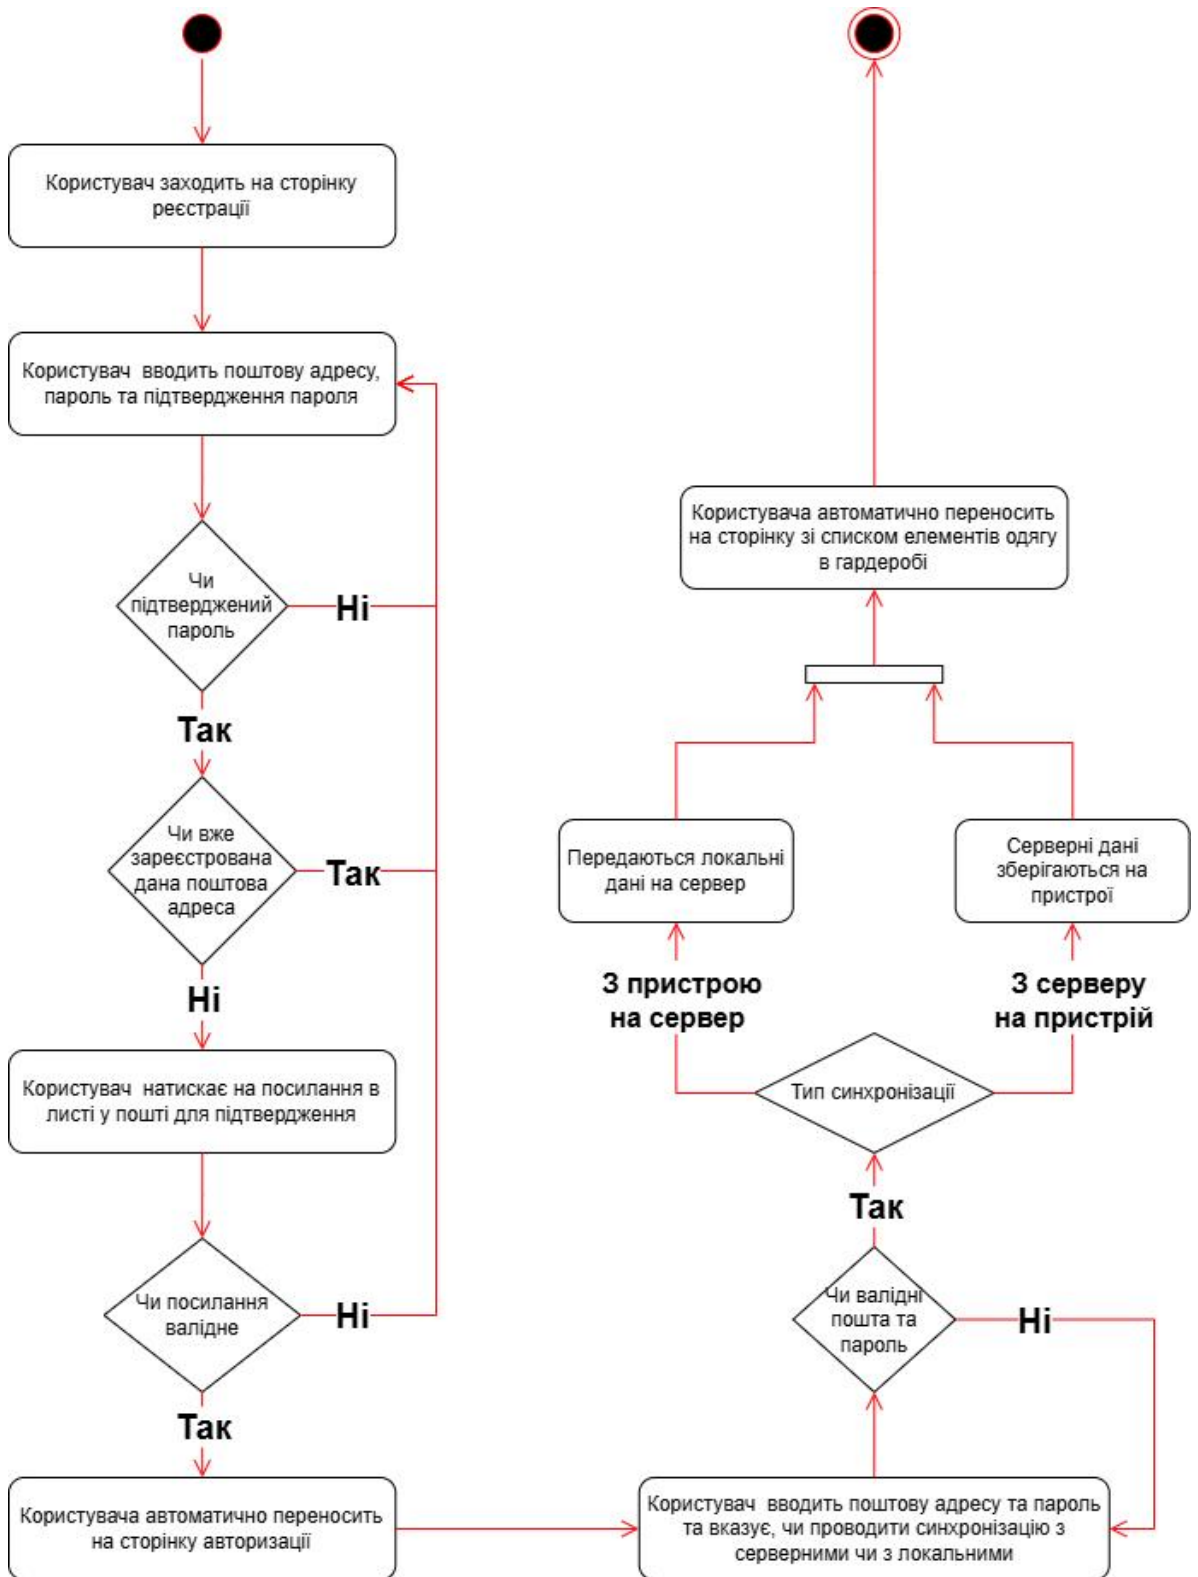 Користувач заходить на сторінку
реєстрації
Користувач вводить поштову адресу,
пароль та підтвердження пароля
Чи
підтверджений
пароль
Ні
Так
Чи вже
зареєстрована
дана поштова
адреса
Так
Ні
Користувач натискає на посилання в
листі у пошті для підтвердження
Чи посилання
валідне
Ні
Так
Користувача автоматично переносить
на сторінку авторизації
Користувач вводить поштову адресу та пароль
та вказує, чи проводити синхронізацію з
серверними чи з локальними
Чи валідні
пошта та
пароль
Ні
Так
Тип синхронізації
З пристрою
на сервер
З серверу
на пристрій
Передаються локальні
дані на сервер
Серверні дані
зберігаються на
пристрої
Користувача автоматично переносить
на сторінку зі списком елементів одягу
в гардеробі